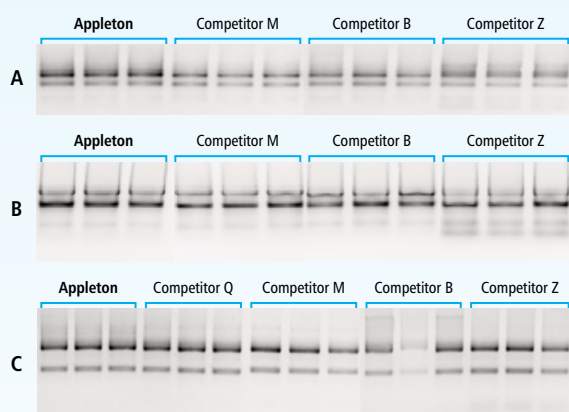 Appleton Competitor M Competitor B Competitor Z
A
Appleton Competitor M Competitor B Competitor Z
B
Appleton Competitor Q Competitor M Competitor B Competitor Z
C